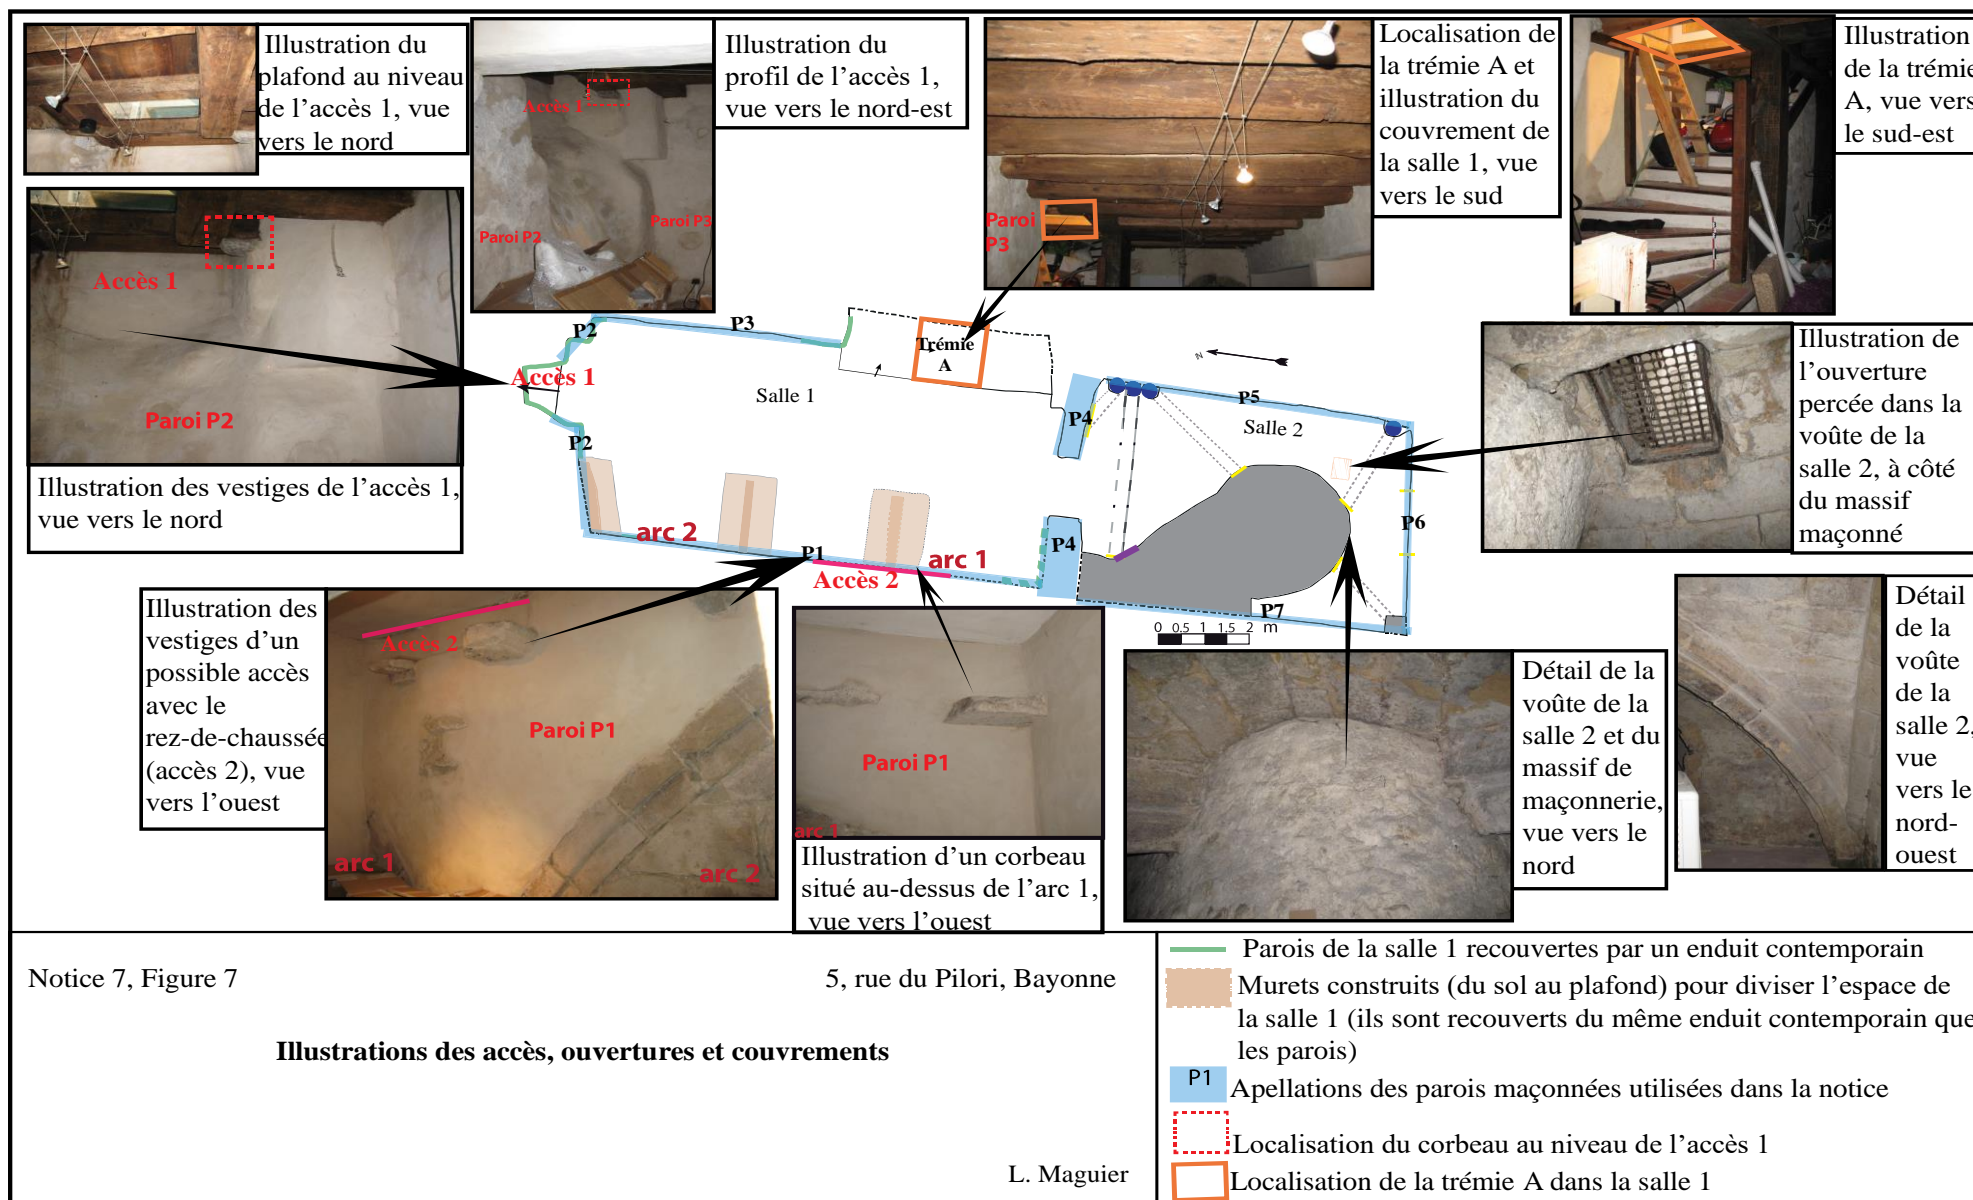 Illustration du
plafond au niveau
de l’accès 1, vue
vers le nord
Accès 1
Paroi P2
Paroi P3
Illustration du
profil de l’accès 1,
vue vers le nord-est
Paroi
P3
Localisation de
la trémie A et
illustration du
couvrement de
la salle 1, vue
vers le sud
Illustration
de la trémie
A, vue vers
le sud-est
Accès 1
Paroi P2
Illustration des vestiges de l’accès 1,
vue vers le nord
P2
P3
Trémie
A
Accès 1
Salle 1
N
P2
P4
P5
Salle 2
P6
arc 2
P1
arc 1
Accès 2
P4
P7
0 0.5 1 1.5 2 m
Illustration de
l’ouverture
percée dans la
voûte de la
salle 2, à côté
du massif
maçonné
Illustration des
vestiges d’un
possible accès
avec le
rez-de-chaussée
(accès 2), vue
vers l’ouest
Accès 2
Paroi P1
arc 1
arc 2
Paroi P1
arc 1
Illustration d’un corbeau
situé au-dessus de l’arc 1,
vue vers l’ouest
Détail de la
voûte de la
salle 2 et du
massif de
maçonnerie,
vue vers le
nord
Détail
de la
voûte
de la
salle 2,
vue
vers le
nord-
ouest
Notice 7, Figure 7
5, rue du Pilori, Bayonne
Illustrations des accès, ouvertures et couvrements
L. Maguier
Parois de la salle 1 recouvertes par un enduit contemporain
Murets construits (du sol au plafond) pour diviser l’espace de
la salle 1 (ils sont recouverts du même enduit contemporain que
les parois)
P1
Apellations des parois maçonnées utilisées dans la notice
Localisation du corbeau au niveau de l’accès 1
Localisation de la trémie A dans la salle 1